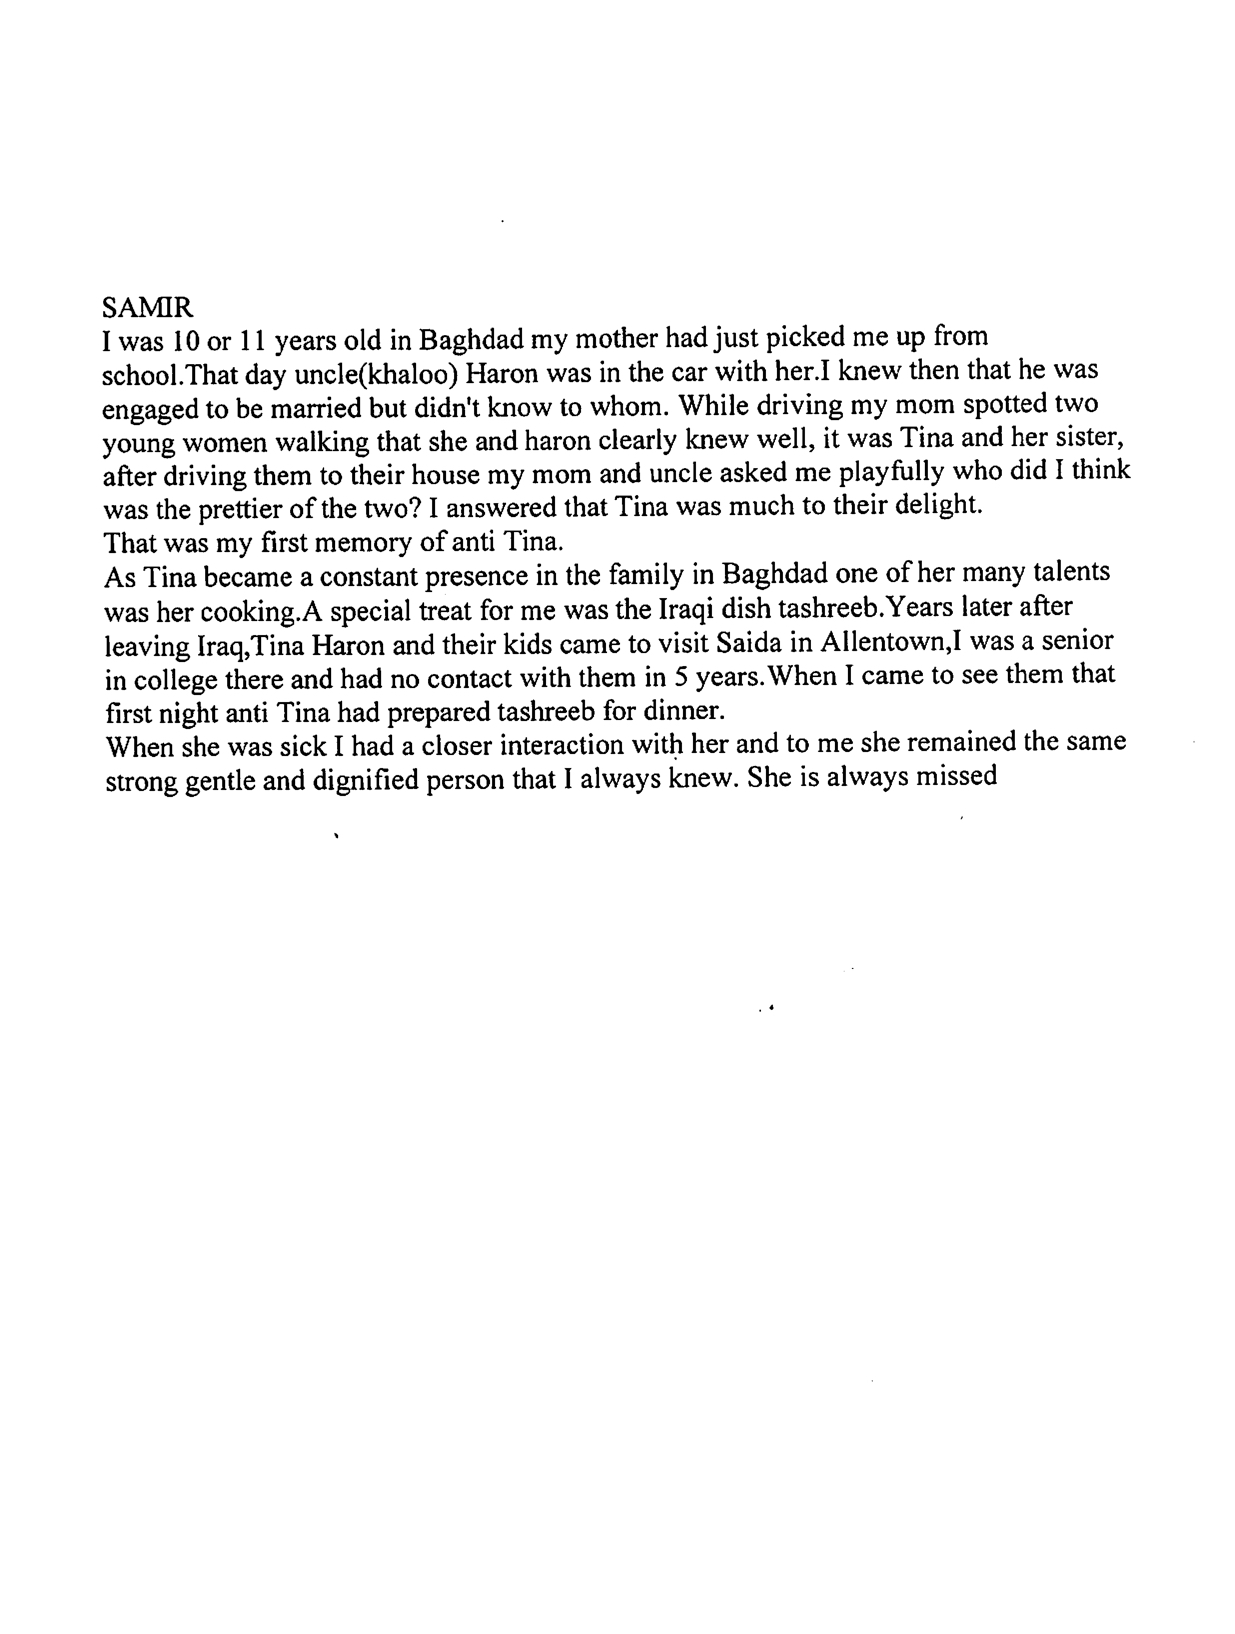 SAMIR
I was 10 or 11 years old in Baghdad my mother had just picked me up from
school.That day uncle(khaloo) Haron was in the car with her.I knew then that he was
engaged to be married but didn't know to whom. While driving my mom spotted two
young women walking that she and haron clearly knew well, it was Tina and her sister,
after driving them to their house my mom and uncle asked me playfully who did I think
was the prettier of the two? I answered that Tina was much to their delight.
That was my first memory of anti Tina.
As Tina became a constant presence in the family in Baghdad one of her many talents
was her cooking.A special treat for me was the Iraqi dish tashreeb.Years later after
leaving Iraq,Tina Haron and their kids came to visit Saida in Allentown,I was a senior
in college there and had no contact with them in 5 years.When I came to see them that
first night anti Tina had prepared tashreeb for dinner.
When she was sick I had a closer interaction with her and to me she remained the same
strong gentle and dignified person that I always knew. She is always missed